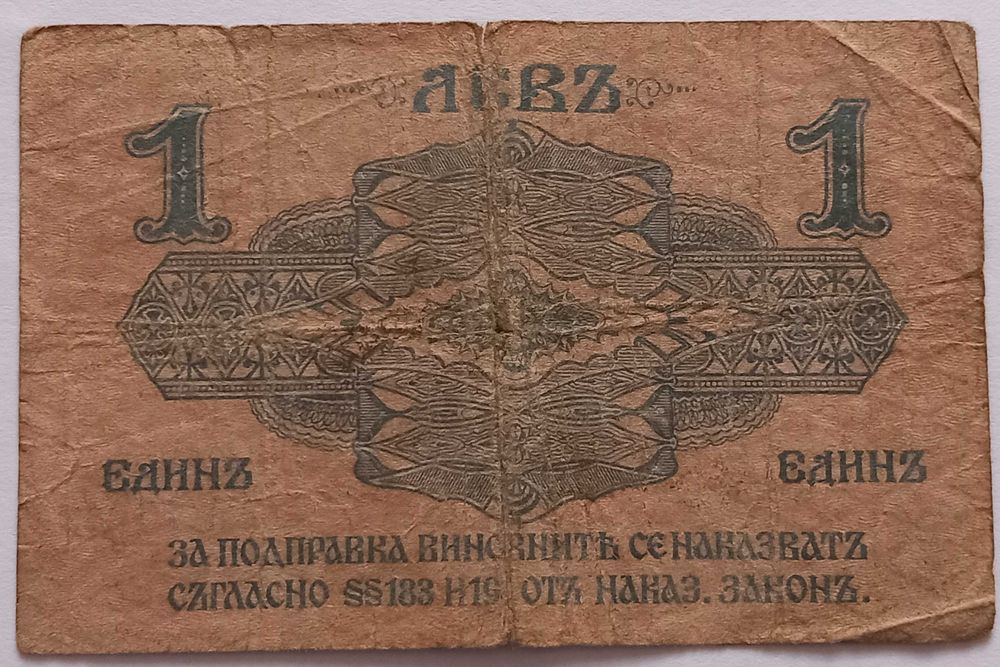 ЛЕВЪ
1 1
ЕДИНЪ ЕДИНЪ
ЗА ПОДПРАВКА ВИНОВНИТѢ СЕ НАКАЗВАТЪ
СЪГЛАСНО §§183 И ОТЪ НАКАЗ. ЗАКОНЪ.